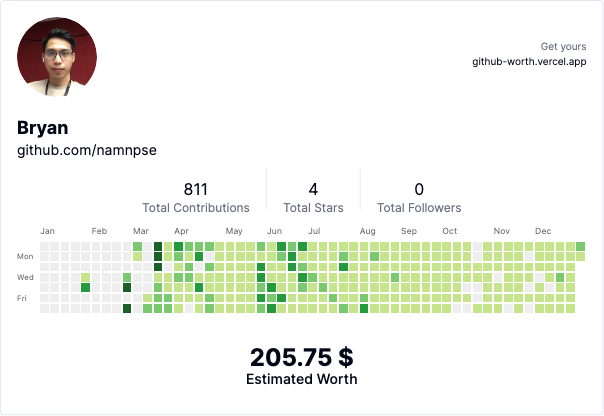 Get yours
github-worth.vercel.app
Bryan
github.com/namnpse
811
Total Contributions
4
Total Stars
0
Total Followers
Jan Feb Mar Apr May Jun Jul Aug Sep Oct Nov Dec
Mon
Wed
Fri
205.75 $
Estimated Worth